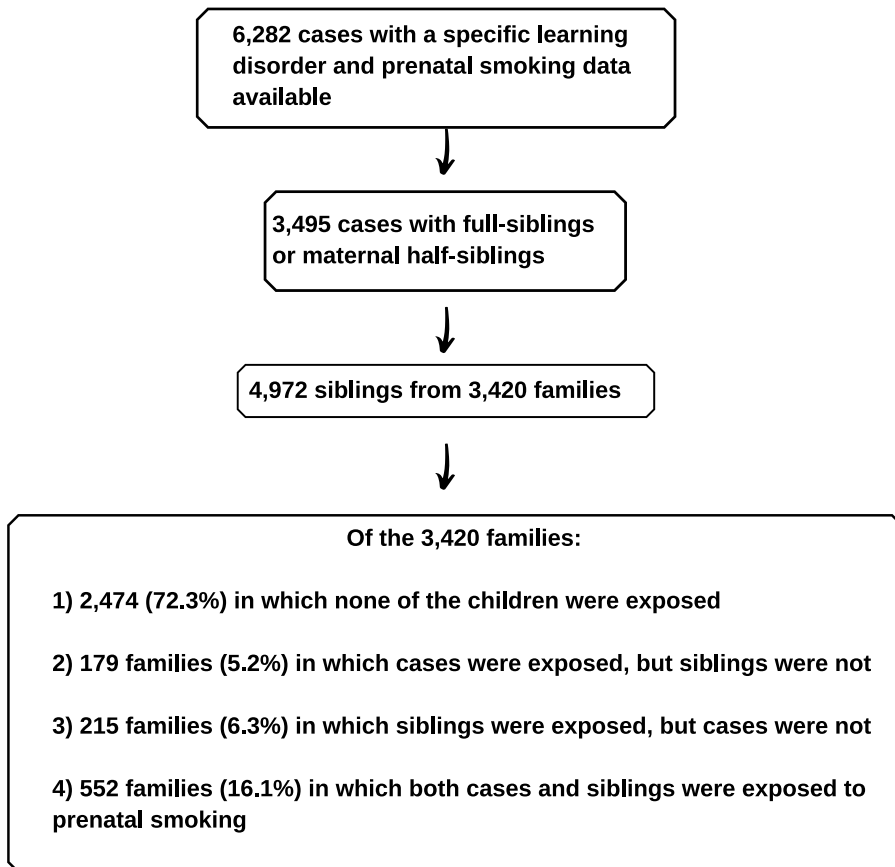 6,282 cases with a specific learning
disorder and prenatal smoking data
available
3,495 cases with full-siblings
or maternal half-siblings
4,972 siblings from 3,420 families
Of the 3,420 families:
1) 2,474 (72.3%) in which none of the children were exposed
2) 179 families (5.2%) in which cases were exposed, but siblings were not
3) 215 families (6.3%) in which siblings were exposed, but cases were not
4) 552 families (16.1%) in which both cases and siblings were exposed to
prenatal smoking